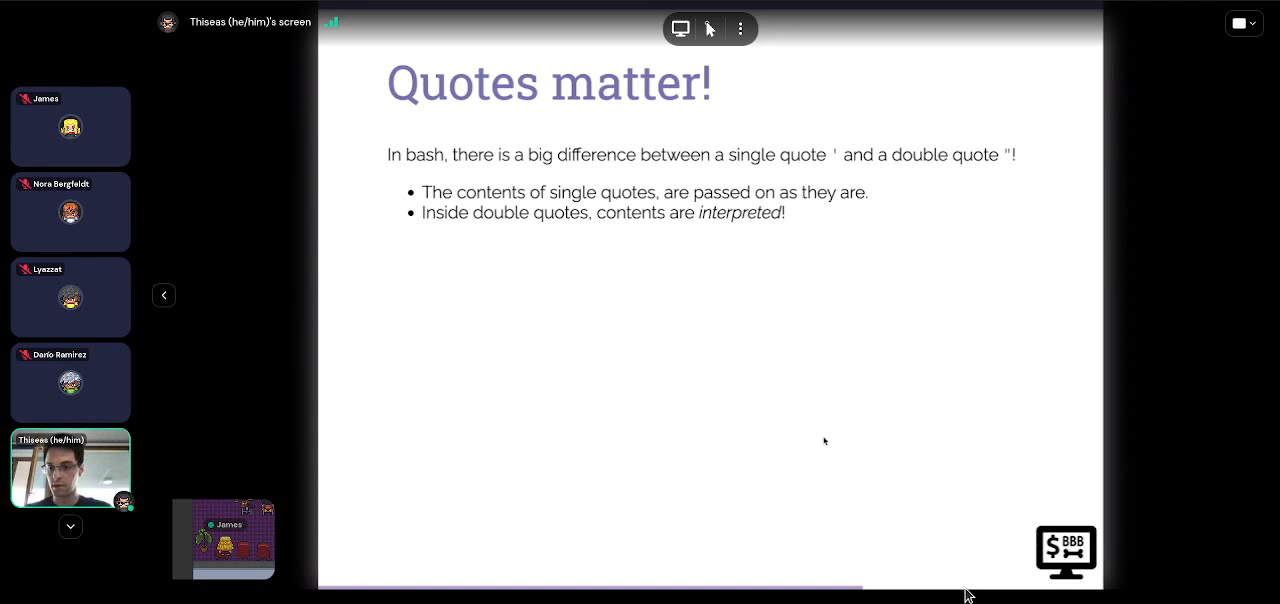 Thiseas (he/him)'s screen
James
Nora Bergfeldt
Lyazzat
Darío Ramirez
Thiseas (he/him)
James
Quotes matter!
In bash, there is a big difference between a single quote ' and a double quote "!
• The contents of single quotes, are passed on as they are.
• Inside double quotes, contents are interpreted!
$ BBB